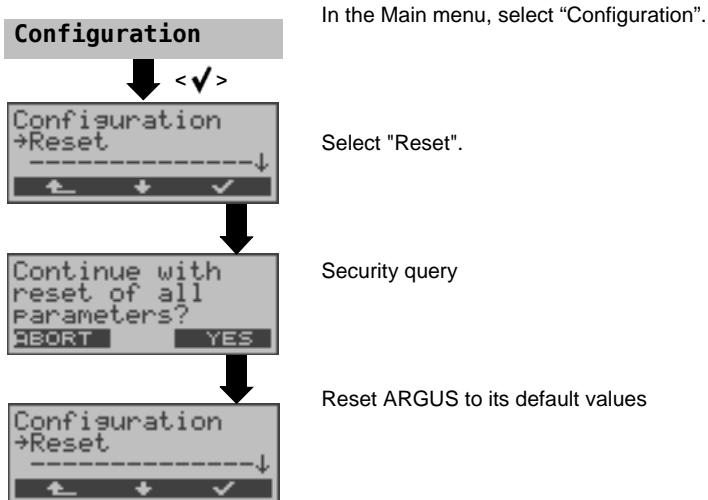 In the Main menu, select “Configuration”.
Configuration
<✓>
Configuration
→Reset
---------------↓
Select "Reset".
Continue with
reset of all
parameters?
ABORT YES
Security query
Configuration
→Reset
---------------↓
Reset ARGUS to its default values